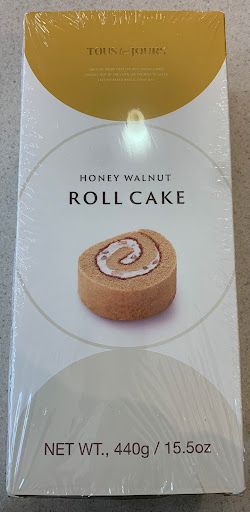 TOUS les JOURS
HONEY WALNUT
ROLL CAKE
NET WT., 440g / 15.5oz